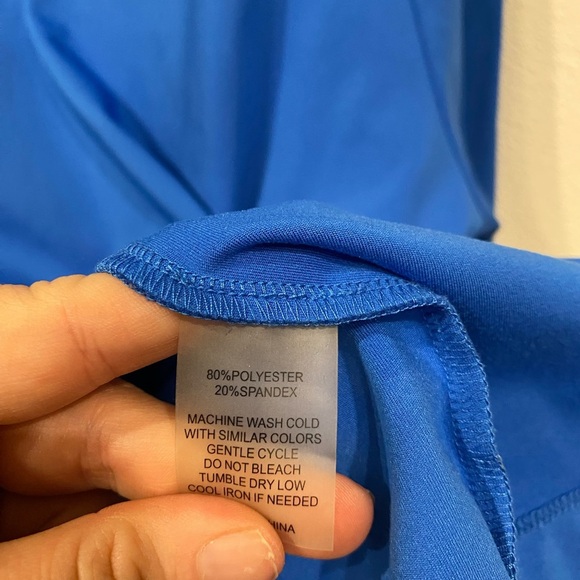 80%POLYESTER
20%SPANDEX
MACHINE WASH COLD
WITH SIMILAR COLORS
GENTLE CYCLE
DO NOT BLEACH
TUMBLE DRY LOW
COOL IRON IF NEEDED